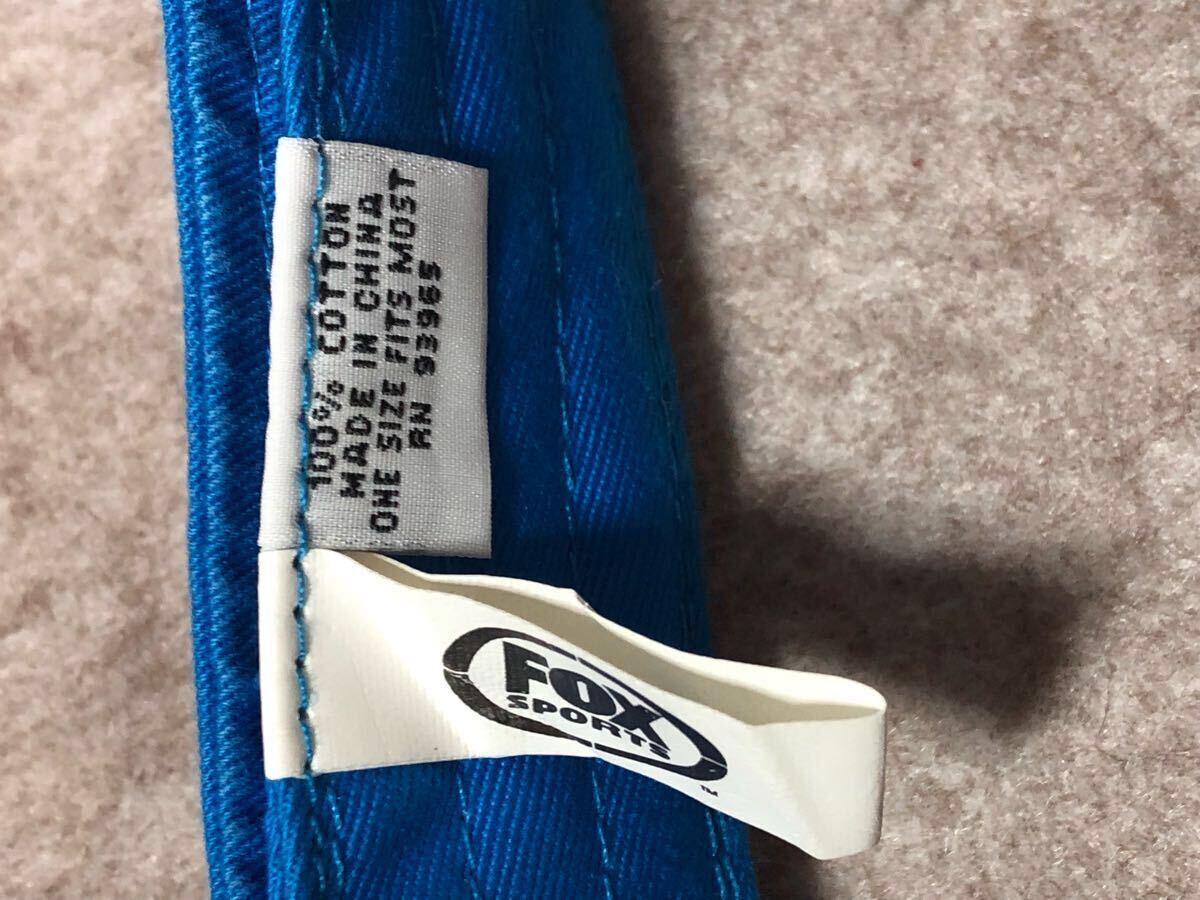 100% COTTON
MADE IN CHINA
ONE SIZE FITS MOST
RN 93965
FOX
SPORTS
™